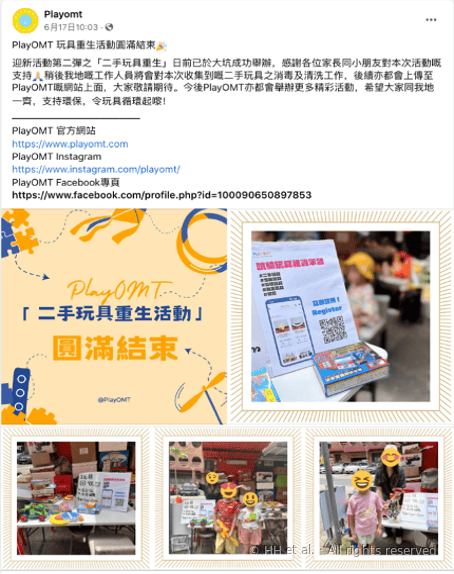 Playomt
6月17日10:03 ·
PlayOMT 玩具重生活動圓滿結束🎉
迎新活動第二彈之「二手玩具重生」日前已於大坑成功舉辦，感謝各位家長同小朋友對本次活動嘅
支持🙏稍後我哋嘅工作人員將會對本次收集到嘅二手玩具之消毒及清洗工作，後續亦都會上傳至
PlayOMT嘅網站上面，大家敬請期待。今後PlayOMT亦都會舉辦更多精彩活動，希望大家同我哋
一齊，支持環保，令玩具循環起嚟！
PlayOMT 官方網站
https://www.playomt.com
PlayOMT Instagram
https://www.instagram.com/playomt/
PlayOMT Facebook專頁
https://www.facebook.com/profile.php?id=100090650897853
PlayOMT
「二手玩具重生活動」
圓滿結束
@PlayOMT
立即註冊！
Register
© HH et al. - All rights reserved